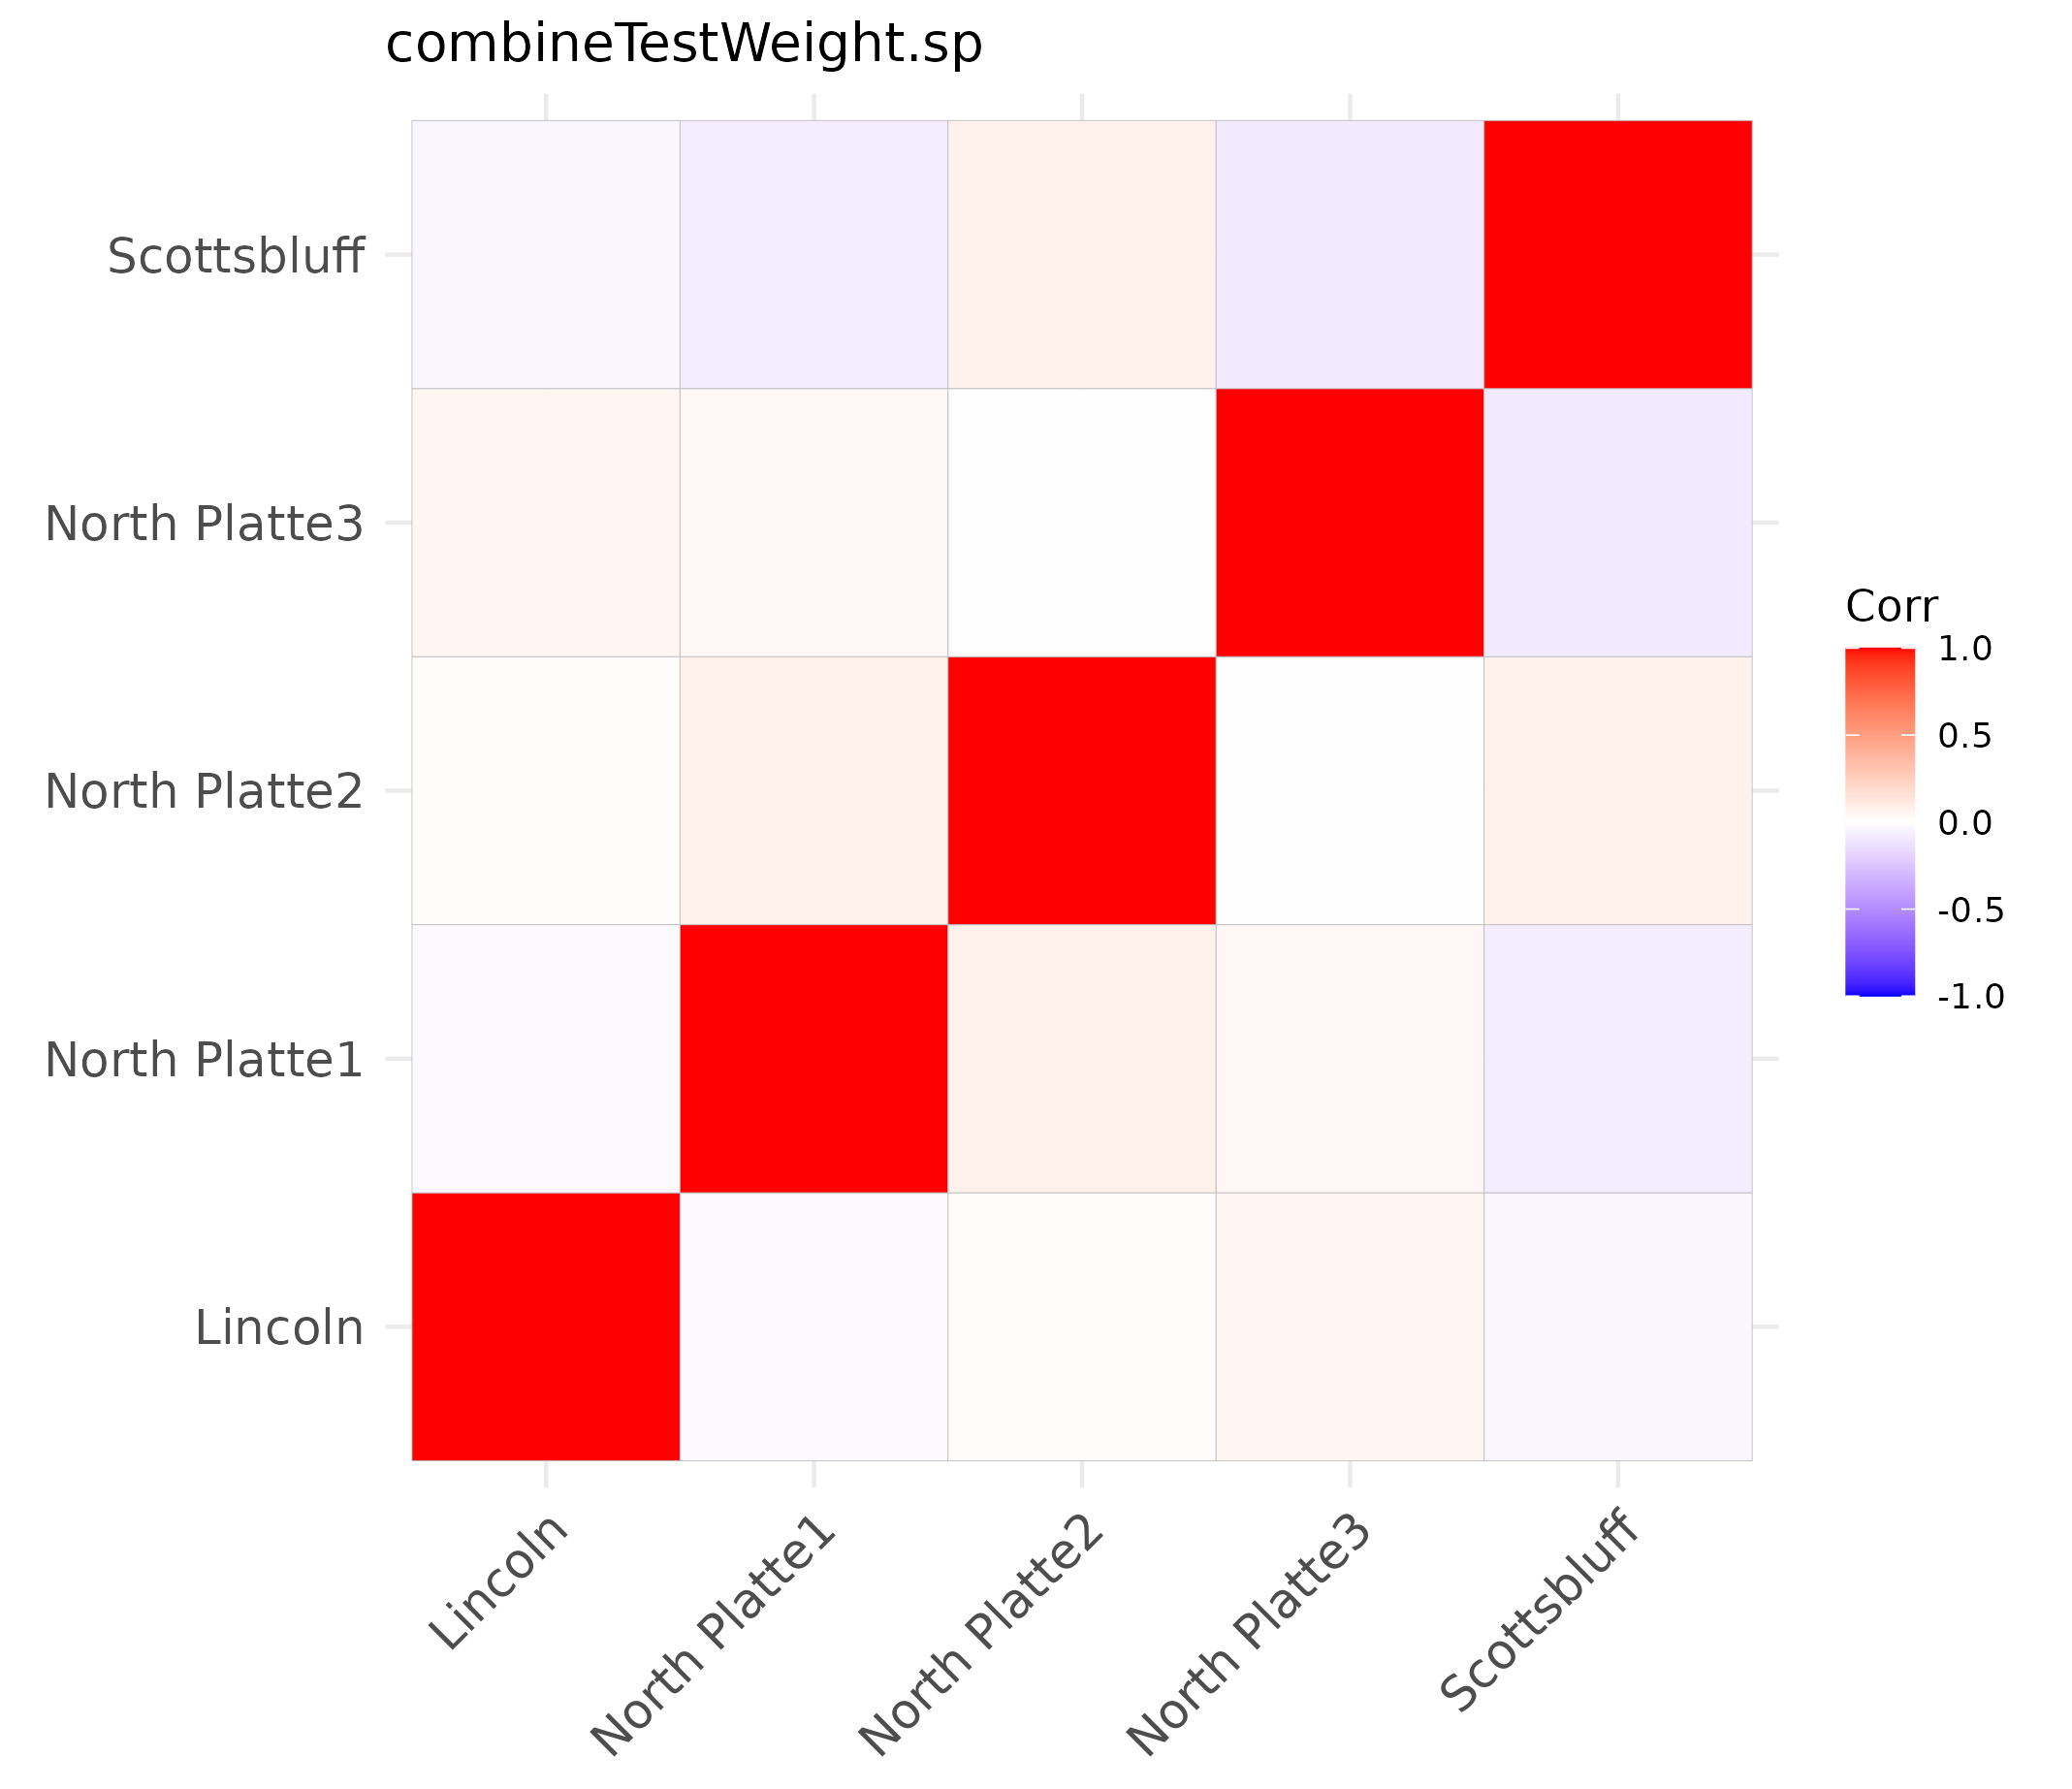 combineTestWeight.sp
Scottsbluff
North Platte3
North Platte2
North Platte1
Lincoln
Lincoln
North Platte1
North Platte2
North Platte3
Scottsbluff
Corr
1.0
0.5
0.0
-0.5
-1.0